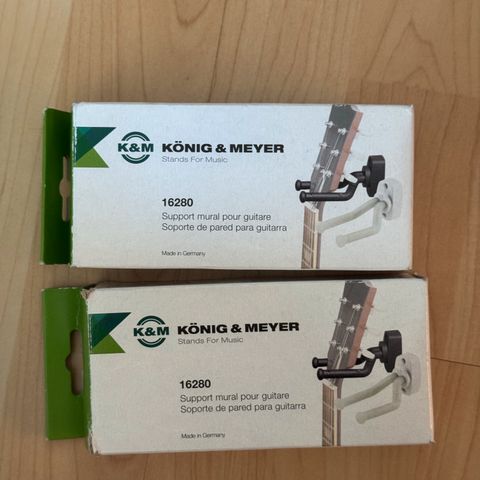 K&M KÖNIG & MEYER
Stands For Music
16280
Support mural pour guitare
Soporte de pared para guitarra
Made in Germany
K&M KÖNIG & MEYER
Stands For Music
16280
Support mural pour guitare
Soporte de pared para guitarra
Made in Germany